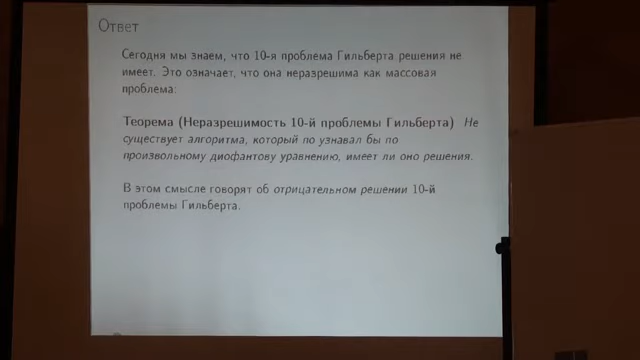 Ответ
Сегодня мы знаем, что 10-я проблема Гильберта решения не
имеет. Это означает, что она неразрешима как массовая
проблема:
Теорема (Неразрешимость 10-й проблемы Гильберта) Не
существует алгоритма, который по узнавал бы по
произвольному диофантову уравнению, имеет ли оно решения.
В этом смысле говорят об отрицательном решении 10-й
проблемы Гильберта.